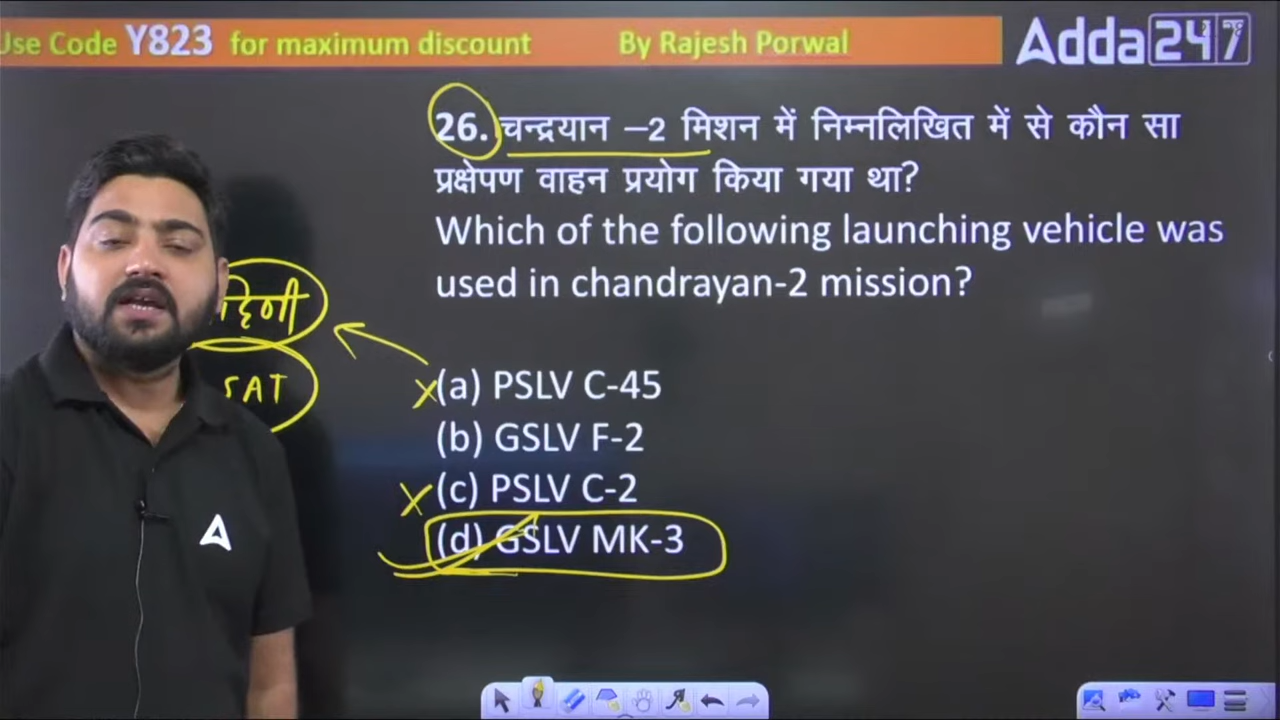 Use Code Y823 for maximum discount By Rajesh Porwal
Adda247
26. चन्द्रयान –2 मिशन में निम्नलिखित में से कौन सा
प्रक्षेपण वाहन प्रयोग किया गया था?
Which of the following launching vehicle was
used in chandrayan-2 mission?
SAT
X (a) PSLV C-45
(b) GSLV F-2
X (c) PSLV C-2
(d) GSLV MK-3